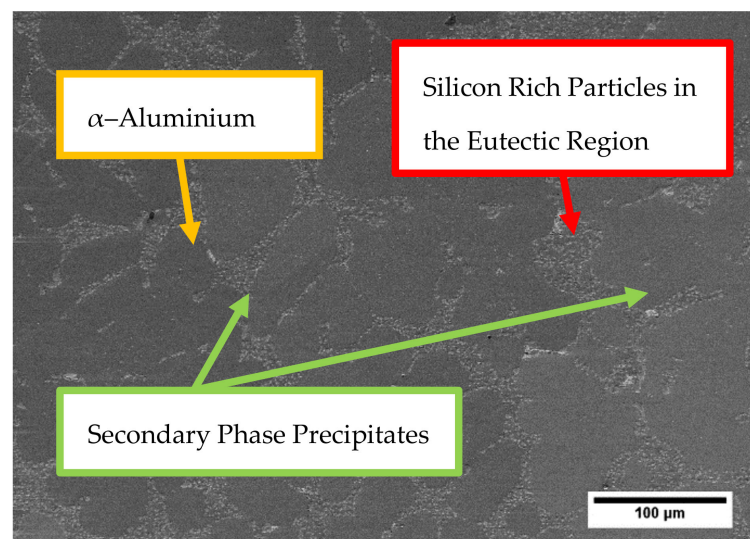 α–Aluminium
Silicon Rich Particles in
the Eutectic Region
Secondary Phase Precipitates
100 µm